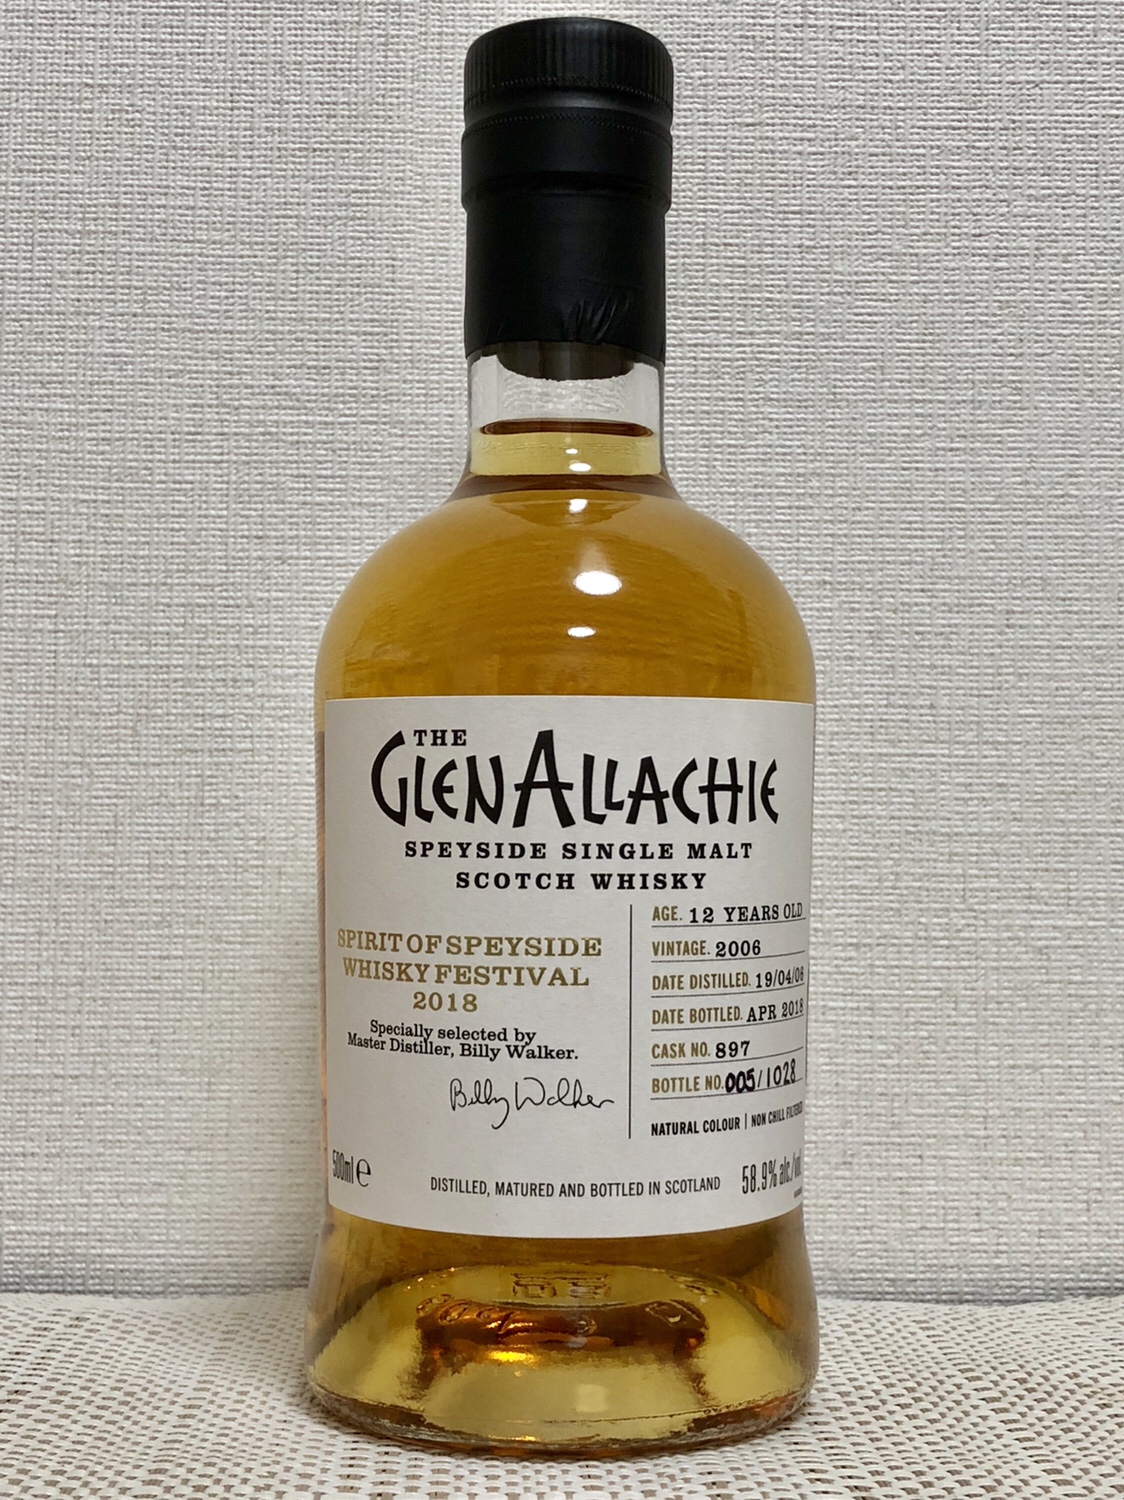 THE
GLENALLACHIE
SPEYSIDE SINGLE MALT
SCOTCH WHISKY
SPIRIT OF SPEYSIDE
WHISKY FESTIVAL
2018
Specially selected by
Master Distiller, Billy Walker.
Billy Walker
AGE. 12 YEARS OLD
VINTAGE. 2006
DATE DISTILLED. 19/04/06
DATE BOTTLED. APR 2018
CASK NO. 897
BOTTLE NO. 005/1028
NATURAL COLOUR | NON CHILL FILTERED
500ml e
DISTILLED, MATURED AND BOTTLED IN SCOTLAND
58.9% alc./vol.